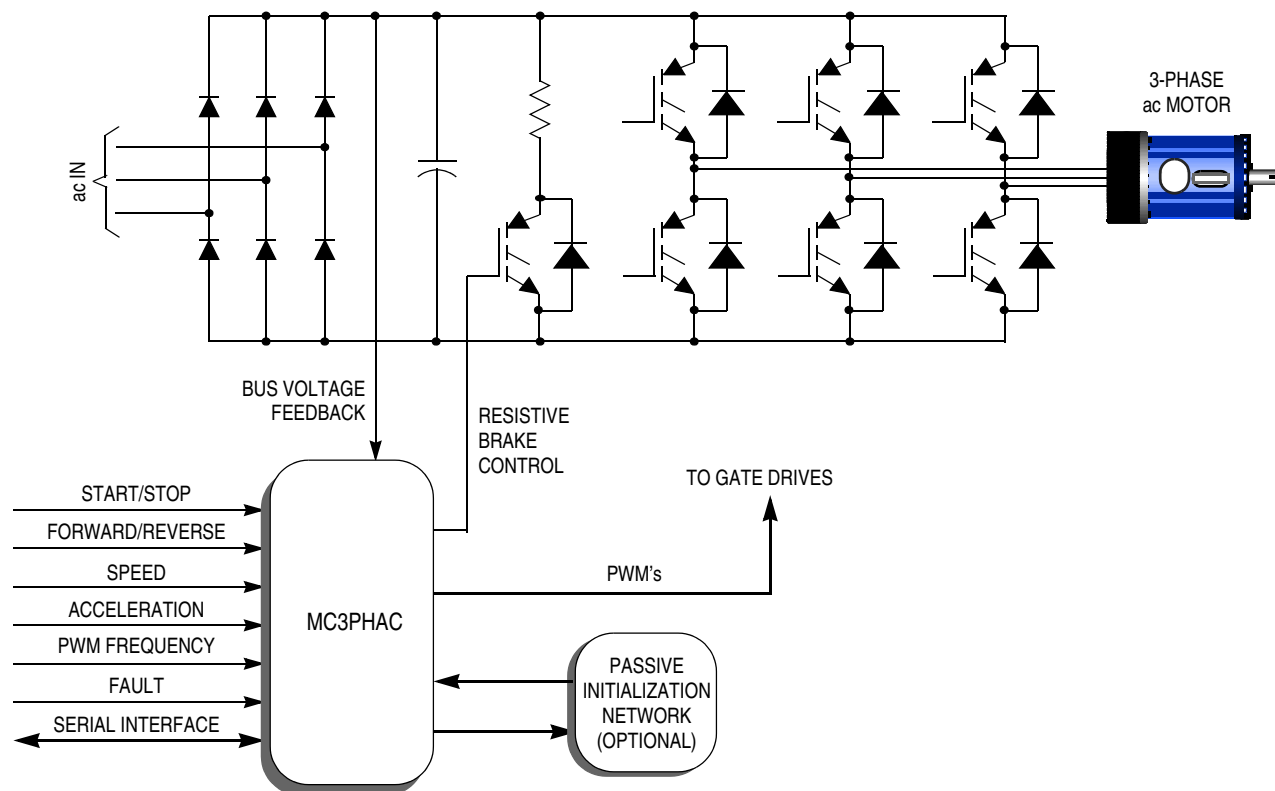 3-PHASE
ac MOTOR
ac IN
BUS VOLTAGE
FEEDBACK
RESISTIVE
BRAKE
CONTROL
TO GATE DRIVES
START/STOP
FORWARD/REVERSE
SPEED
ACCELERATION
PWM FREQUENCY
FAULT
SERIAL INTERFACE
MC3PHAC
PWM's
PASSIVE
INITIALIZATION
NETWORK
(OPTIONAL)